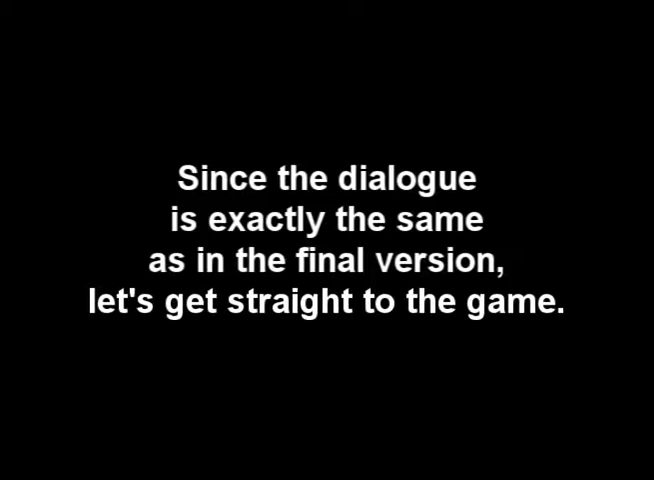 Since the dialogue
is exactly the same
as in the final version,
let's get straight to the game.